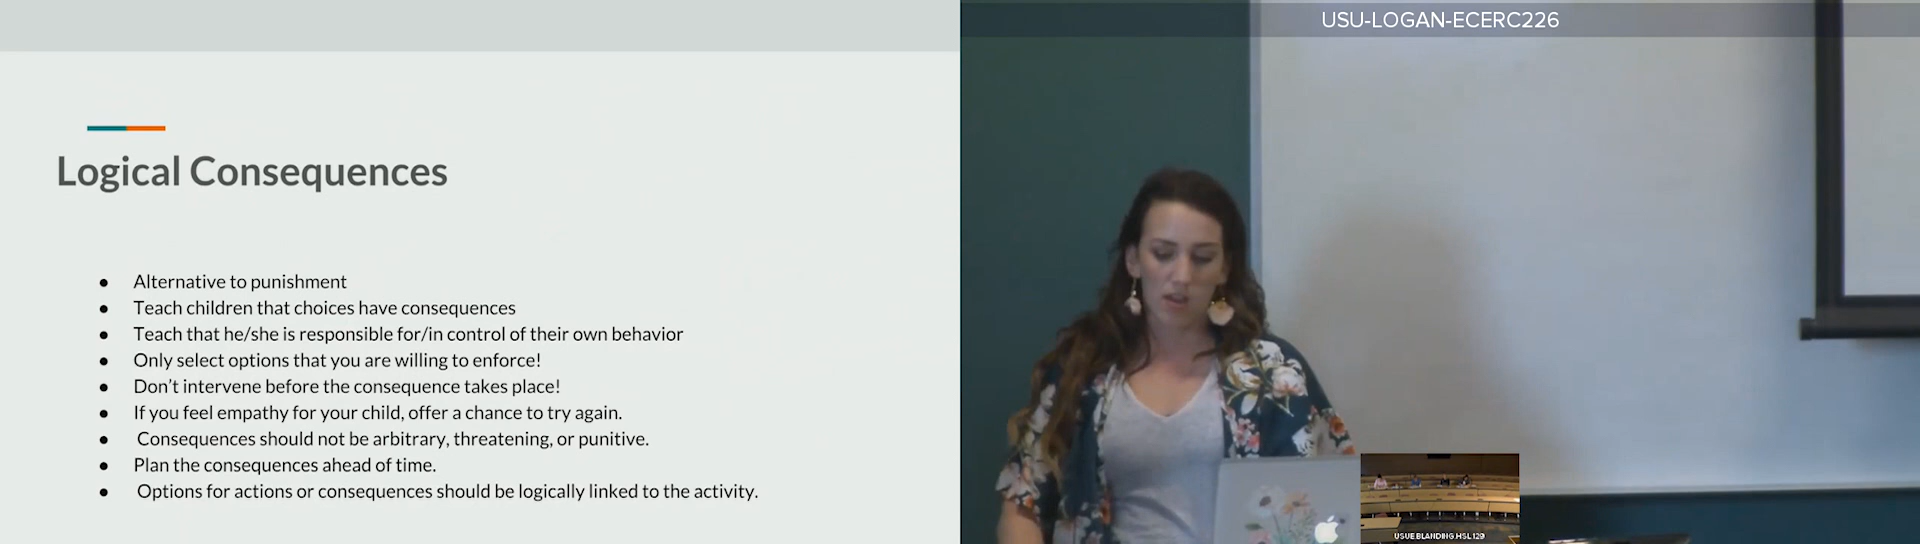 USU-LOGAN-ECERC226
Logical Consequences
● Alternative to punishment
● Teach children that choices have consequences
● Teach that he/she is responsible for/in control of their own behavior
● Only select options that you are willing to enforce!
● Don’t intervene before the consequence takes place!
● If you feel empathy for your child, offer a chance to try again.
● Consequences should not be arbitrary, threatening, or punitive.
● Plan the consequences ahead of time.
● Options for actions or consequences should be logically linked to the activity.
USUE.BLANDING.HSL.129